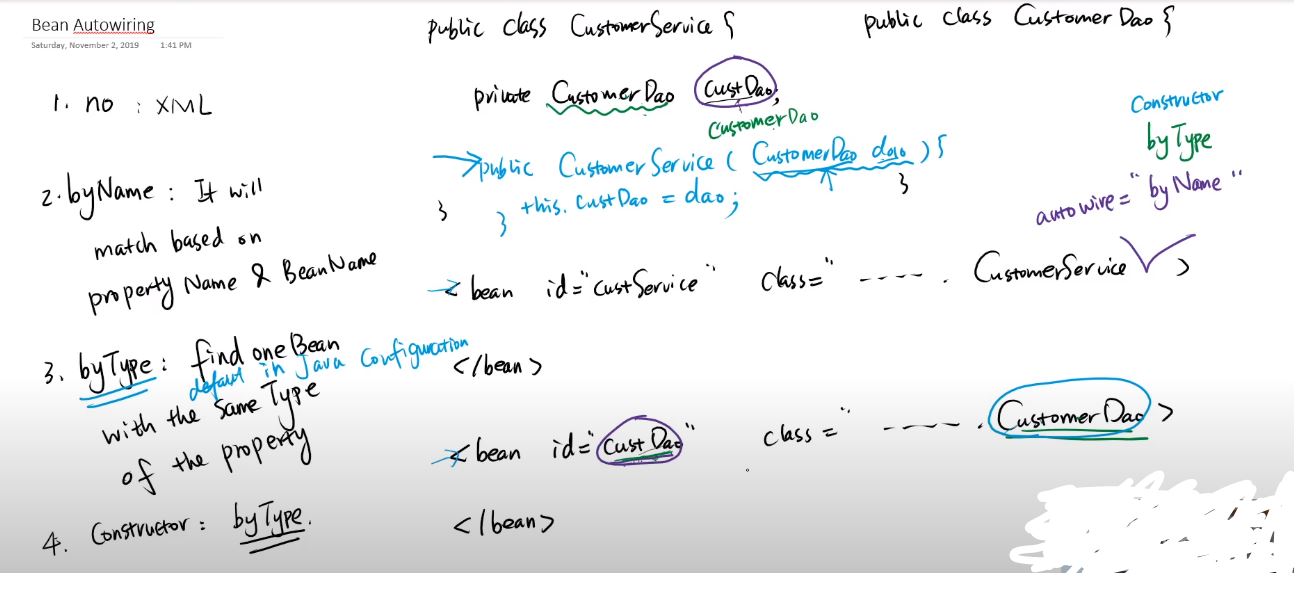 Bean Autowiring
Saturday, November 2, 2019 1:41 PM
1. no : XML
2. byName : It will
match based on
property Name & BeanName
3. byType : find one Bean
default in Java Configuration
with the Same Type
of the property
4. Constructor : byType.
public class CustomerService {
private CustomerDao custDao;
CustomerDao
public CustomerService ( CustomerDao dao ) {
this.custDao = dao;
}
}
public class Customer Dao {
}
Constructor
byType
autowire="byName"
<bean id="custService" class="----. CustomerService >
</bean>
<bean id="custDao" class="----. CustomerDao >
</bean>